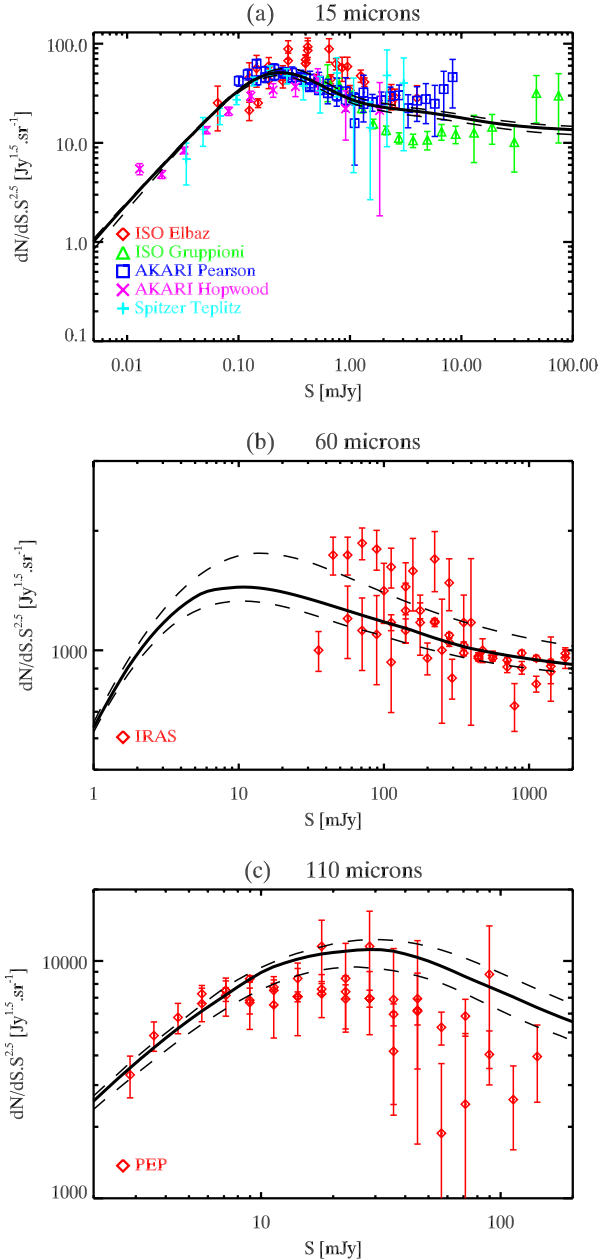 (a) 15 microns
100.0
10.0
1.0
0.1
dN/dS.S^2.5 [Jy^1.5.sr^-1]
ISO Elbaz
ISO Gruppioni
AKARI Pearson
AKARI Hopwood
Spitzer Teplitz
0.01 0.10 1.00 10.00 100.00
S [mJy]
(b) 60 microns
1000
dN/dS.S^2.5 [Jy^1.5.sr^-1]
IRAS
1 10 100 1000
S [mJy]
(c) 110 microns
10000
1000
dN/dS.S^2.5 [Jy^1.5.sr^-1]
PEP
10 100
S [mJy]